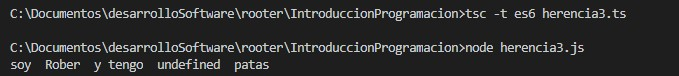 C:\Documentos\desarrolloSoftware\rooter\IntroduccionProgramacion>tsc -t es6 herencia3.ts
C:\Documentos\desarrolloSoftware\rooter\IntroduccionProgramacion>node herencia3.js
soy  Rober  y tengo  undefined  patas